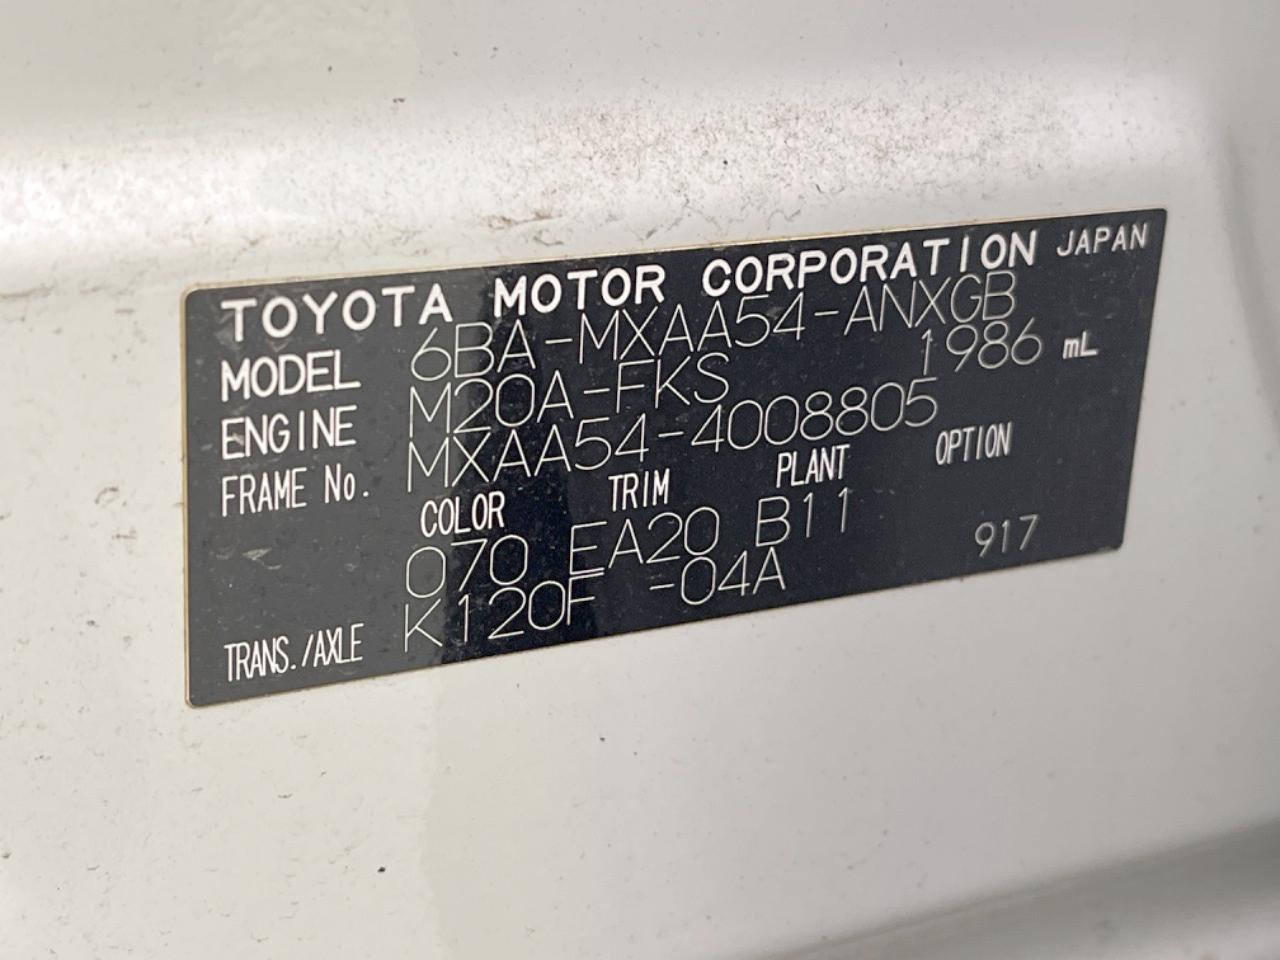 TOYOTA MOTOR CORPORATION JAPAN
MODEL 6BA-MXAA54-ANXGB
ENGINE M20A-FKS 1986 mL
FRAME No. MXAA54-4008805
COLOR TRIM PLANT OPTION
070 EA20 B11
TRANS./AXLE K120F -04A 917